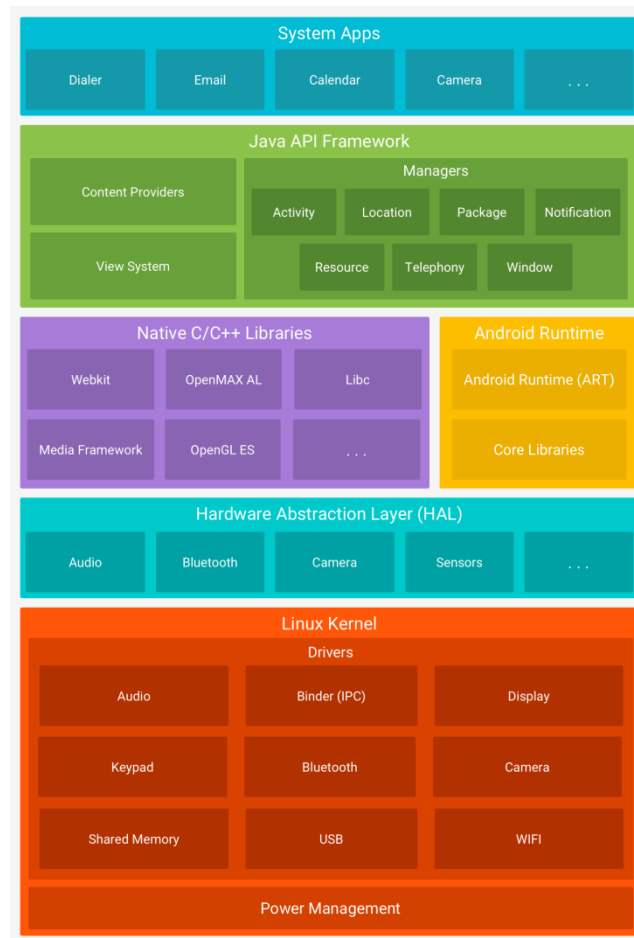 System Apps
Dialer
Email
Calendar
Camera
. . .
Java API Framework
Content Providers
View System
Managers
Activity
Location
Package
Notification
Resource
Telephony
Window
Native C/C++ Libraries
Webkit
OpenMAX AL
Libc
Media Framework
OpenGL ES
. . .
Android Runtime
Android Runtime (ART)
Core Libraries
Hardware Abstraction Layer (HAL)
Audio
Bluetooth
Camera
Sensors
. . .
Linux Kernel
Drivers
Audio
Binder (IPC)
Display
Keypad
Bluetooth
Camera
Shared Memory
USB
WIFI
Power Management